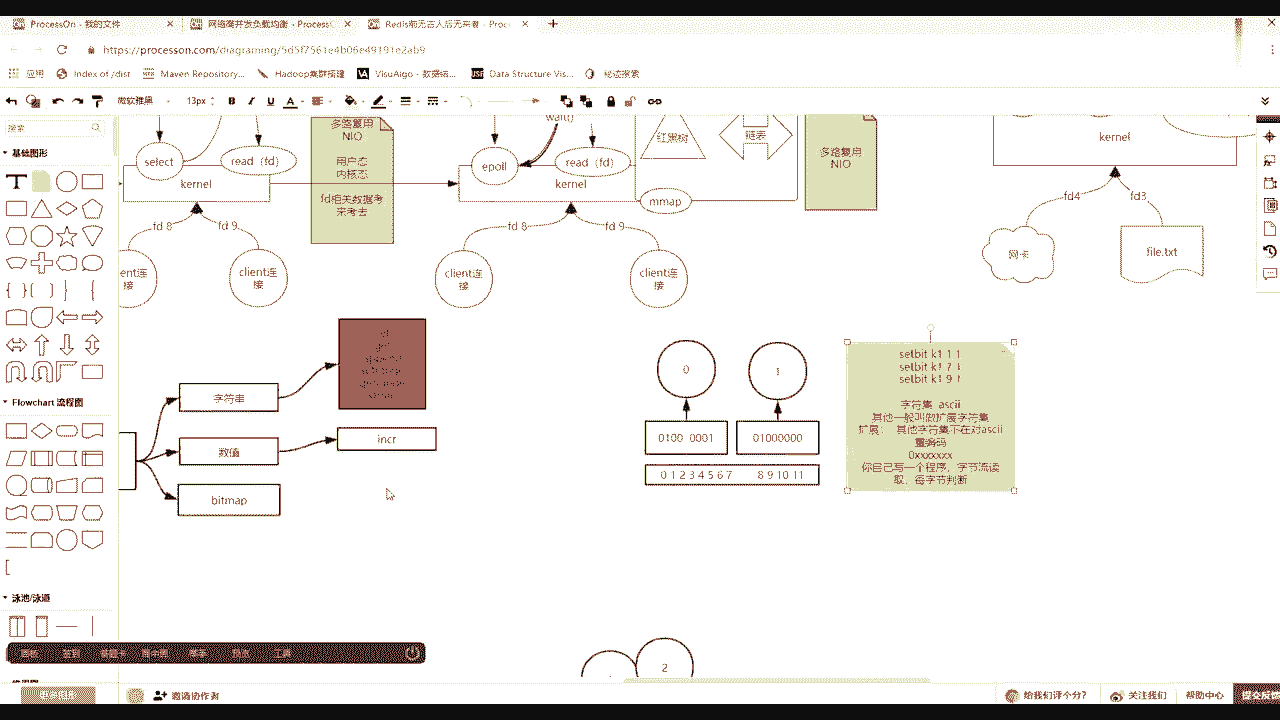 ProcessOn - 我的文件
网络高并发负载均衡 - Process
Redis前无古人后无来者 - Proc
https://processon.com/diagraming/5d5f7561e4b06e49191e2ab9
应用
Index of /dist
Maven Repository...
Hadoop集群搭建
VisuAlgo - 数据结...
Data Structure Vis...
秘迹搜索
微软雅黑
13px
B
I
U
A
搜索
基础图形
T
Flowchart 流程图
泳池/泳道
select
read（fd）
kernel
多路复用
NIO
用户态
内核态
fd相关数据考
来考去
fd 8
fd 9
ent连
接
client连
接
wait()
epoll
read（fd）
kernel
红黑树
链表
mmap
多路复用
NIO
fd 8
fd 9
client连
接
client连
接
kernel
fd4
fd3
网卡
file.txt
字符串
数值
incr
bitmap
0
1
0100 0001
01000000
0 1 2 3 4 5 6 7
8 9 10 11
setbit k1 1 1
setbit k1 7 1
setbit k1 9 1
字符集 ascii
其他一般叫做扩展字符集
扩展： 其他字符集不在对ascii
重编码
0xxxxxxx
你自己写一个程序，字节流读
取，每字节判断
2
工具
邀请协作者
给我们评个分?
关注我们
帮助中心
提交反馈